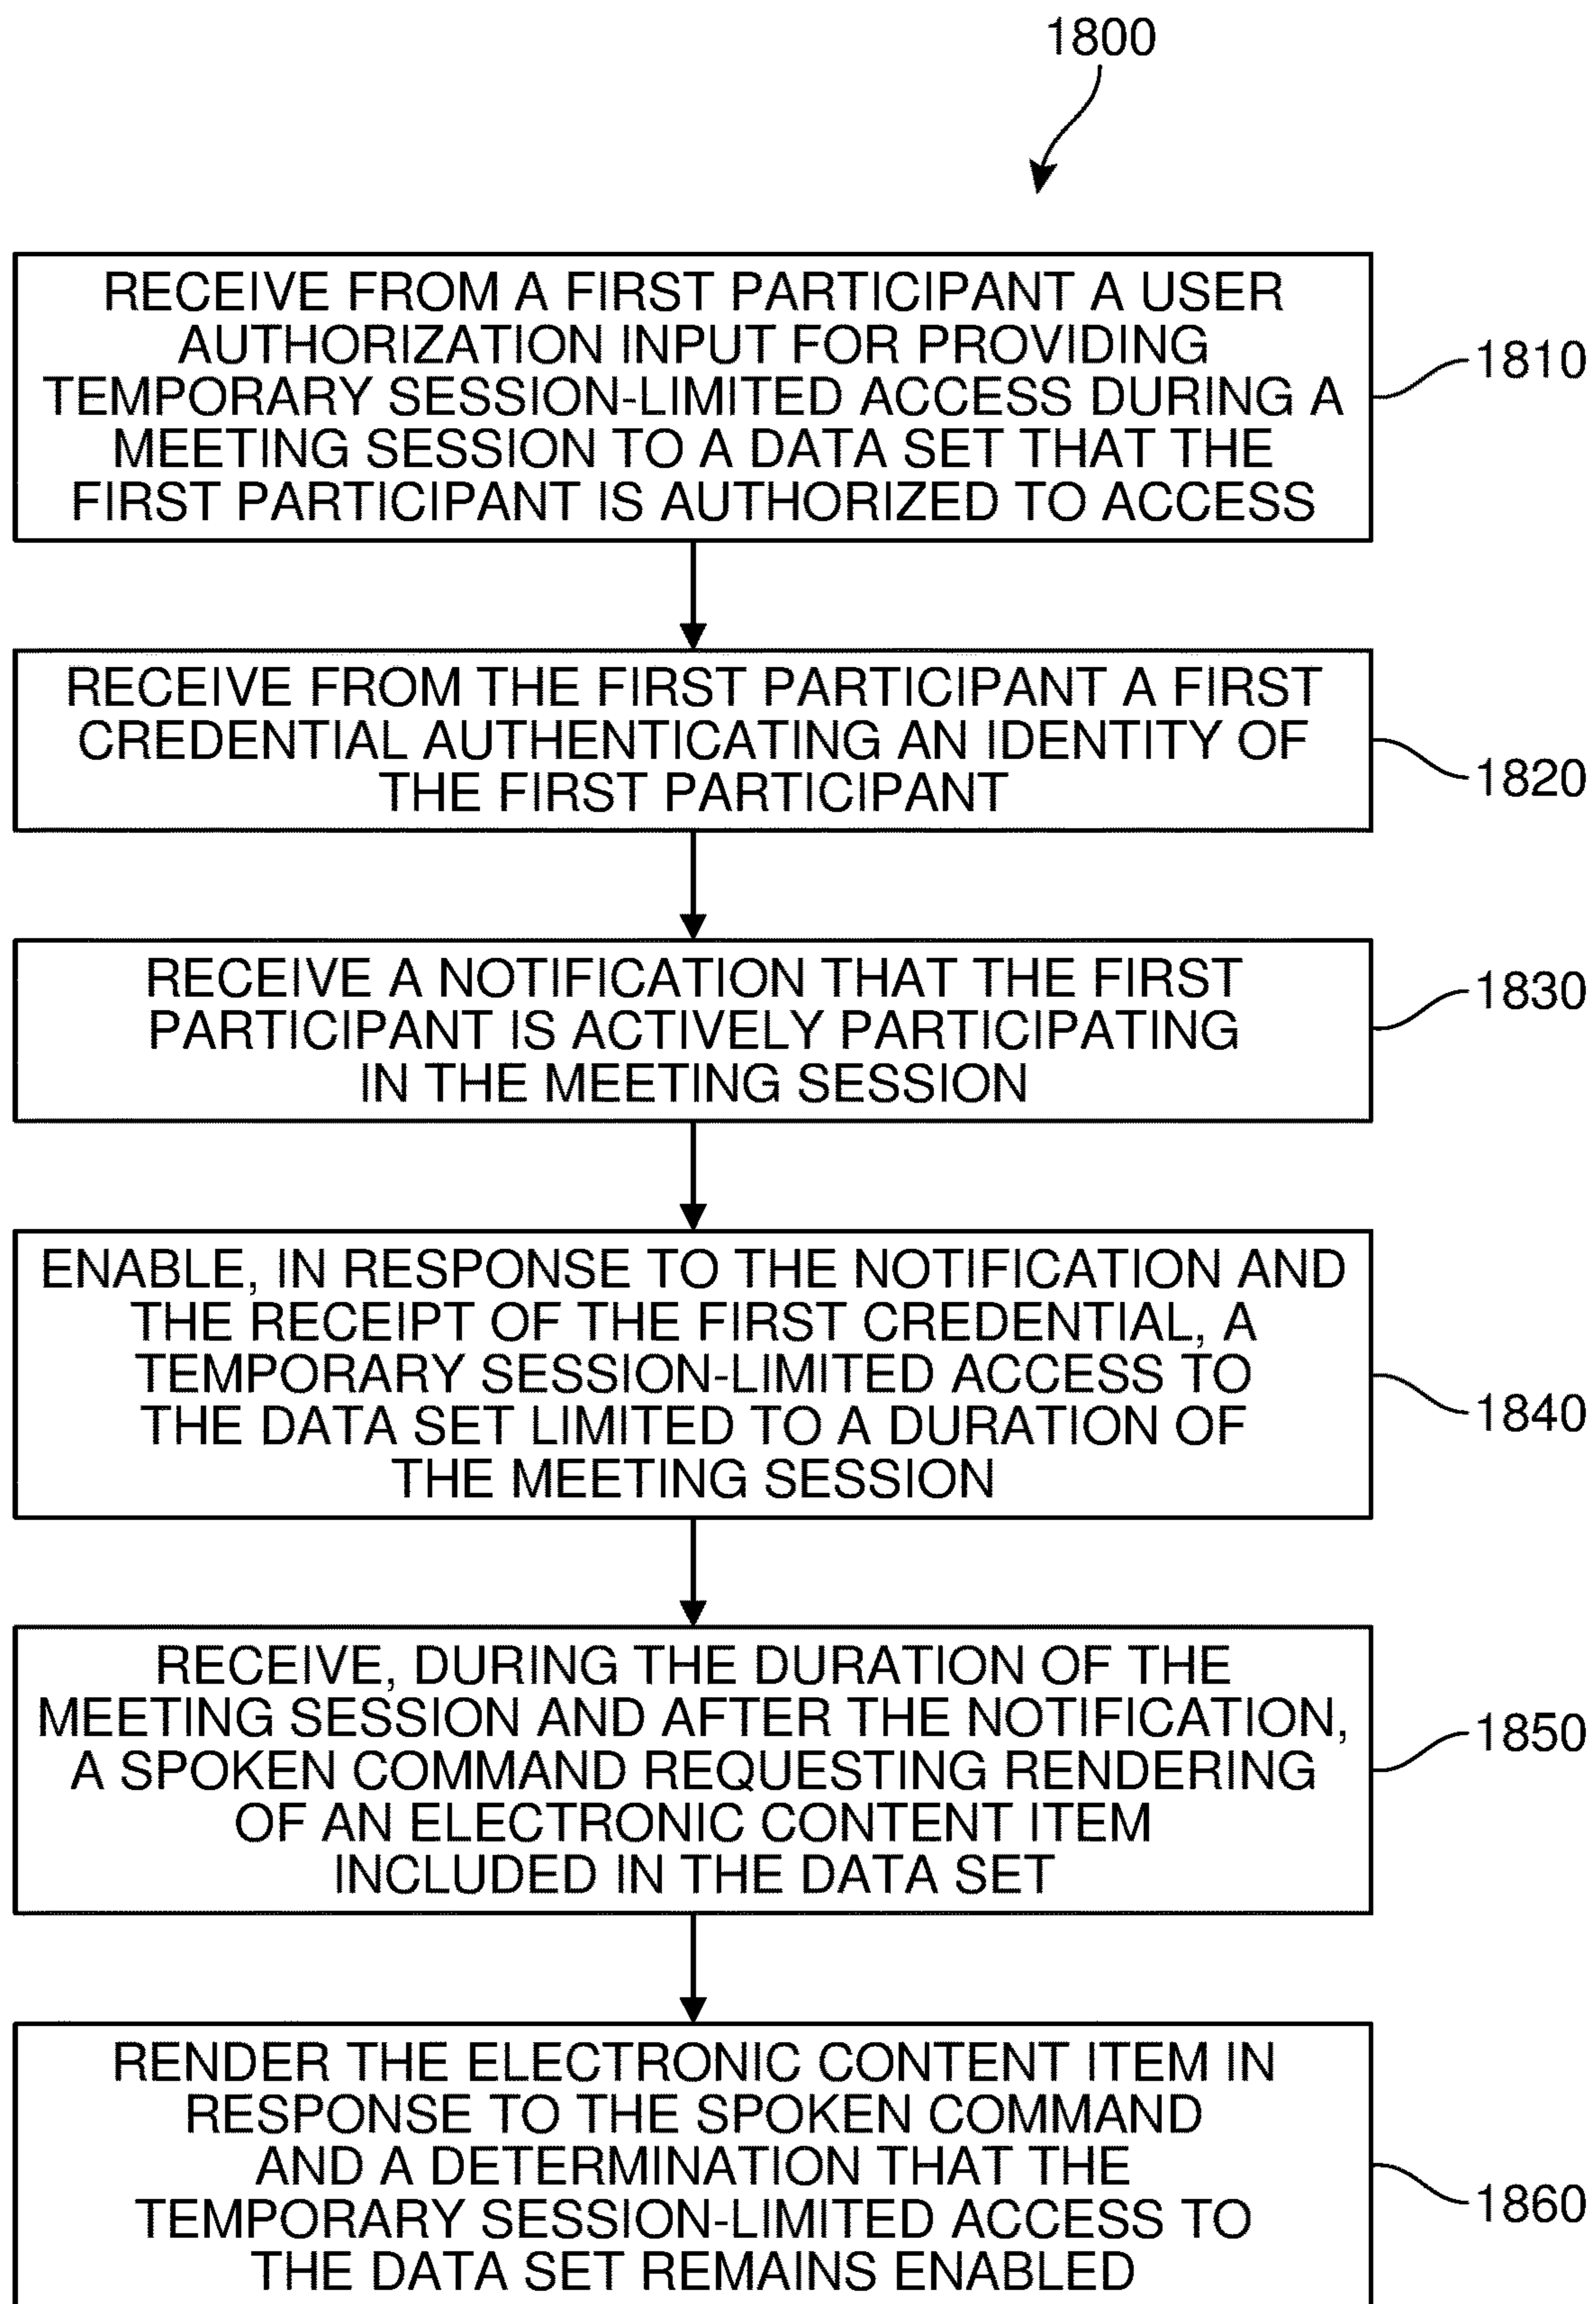 1800
RECEIVE FROM A FIRST PARTICIPANT A USER
AUTHORIZATION INPUT FOR PROVIDING
TEMPORARY SESSION-LIMITED ACCESS DURING A
MEETING SESSION TO A DATA SET THAT THE
FIRST PARTICIPANT IS AUTHORIZED TO ACCESS
1810
RECEIVE FROM THE FIRST PARTICIPANT A FIRST
CREDENTIAL AUTHENTICATING AN IDENTITY OF
THE FIRST PARTICIPANT
1820
RECEIVE A NOTIFICATION THAT THE FIRST
PARTICIPANT IS ACTIVELY PARTICIPATING
IN THE MEETING SESSION
1830
ENABLE, IN RESPONSE TO THE NOTIFICATION AND
THE RECEIPT OF THE FIRST CREDENTIAL, A
TEMPORARY SESSION-LIMITED ACCESS TO
THE DATA SET LIMITED TO A DURATION OF
THE MEETING SESSION
1840
RECEIVE, DURING THE DURATION OF THE
MEETING SESSION AND AFTER THE NOTIFICATION,
A SPOKEN COMMAND REQUESTING RENDERING
OF AN ELECTRONIC CONTENT ITEM
INCLUDED IN THE DATA SET
1850
RENDER THE ELECTRONIC CONTENT ITEM IN
RESPONSE TO THE SPOKEN COMMAND
AND A DETERMINATION THAT THE
TEMPORARY SESSION-LIMITED ACCESS TO
THE DATA SET REMAINS ENABLED
1860